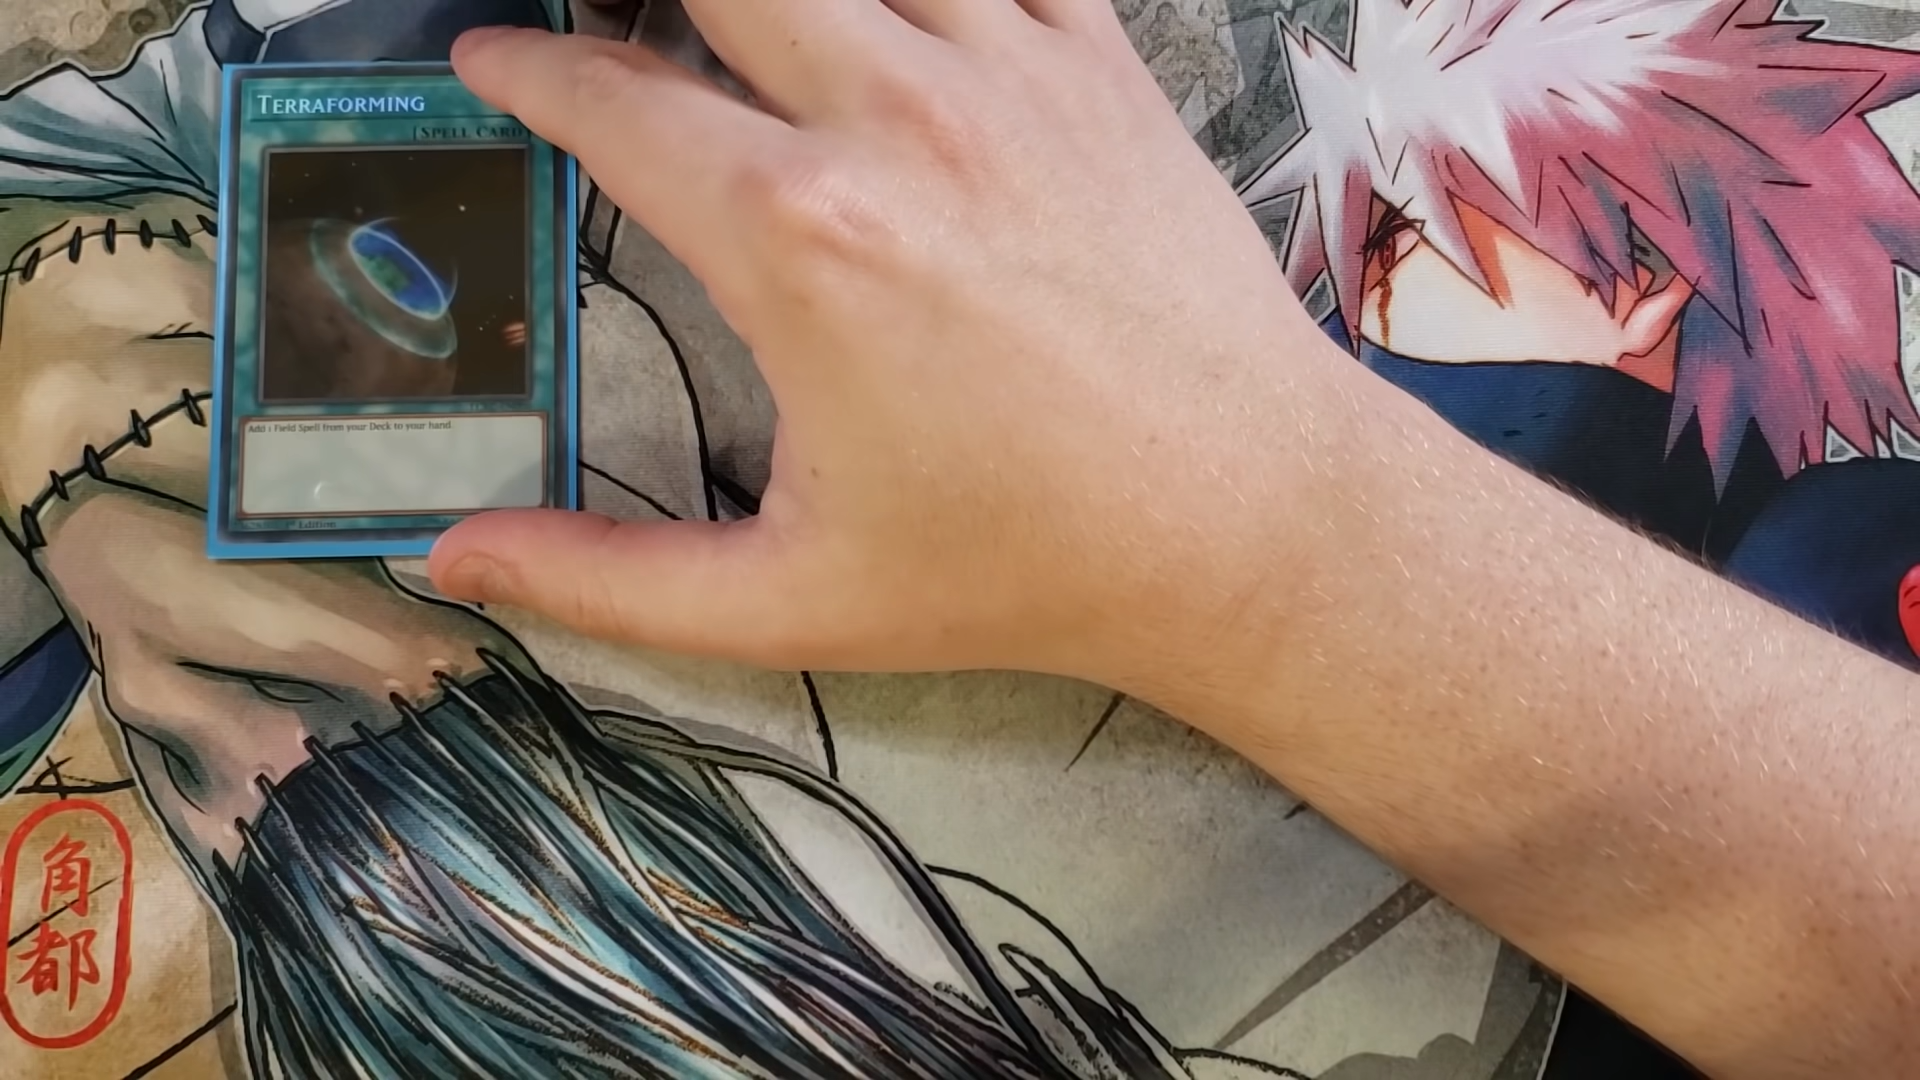 TERRAFORMING
[SPELL CARD
Add 1 Field Spell from your Deck to your hand.
1st Edition
角
都